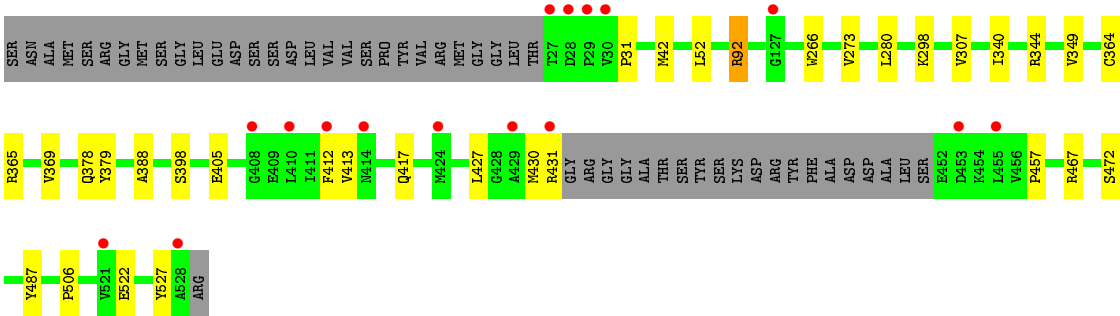 SER ASN ALA MET SER ARG GLY MET SER GLY LEU GLU ASP SER SER ASP LEU VAL VAL SER PRO TYR VAL ARG MET GLY GLY LEU THR T27 D28 P29 V30 P31 M42 L52 R92 G127 W266 V273 L280 K298 V307 I340 R344 V349 C364
R365 V369 Q378 Y379 A388 S398 E405 G408 E409 L410 I411 F412 V413 N414 Q417 M424 L427 G428 A429 M430 R431 GLY ARG GLY GLY ALA THR SER TYR SER LYS ASP ARG TYR PHE ALA ASP ASP ALA LEU SER E452 D453 K454 L455 V456 P457 R467 S472
Y487 P506 V521 E522 Y527 A528 ARG